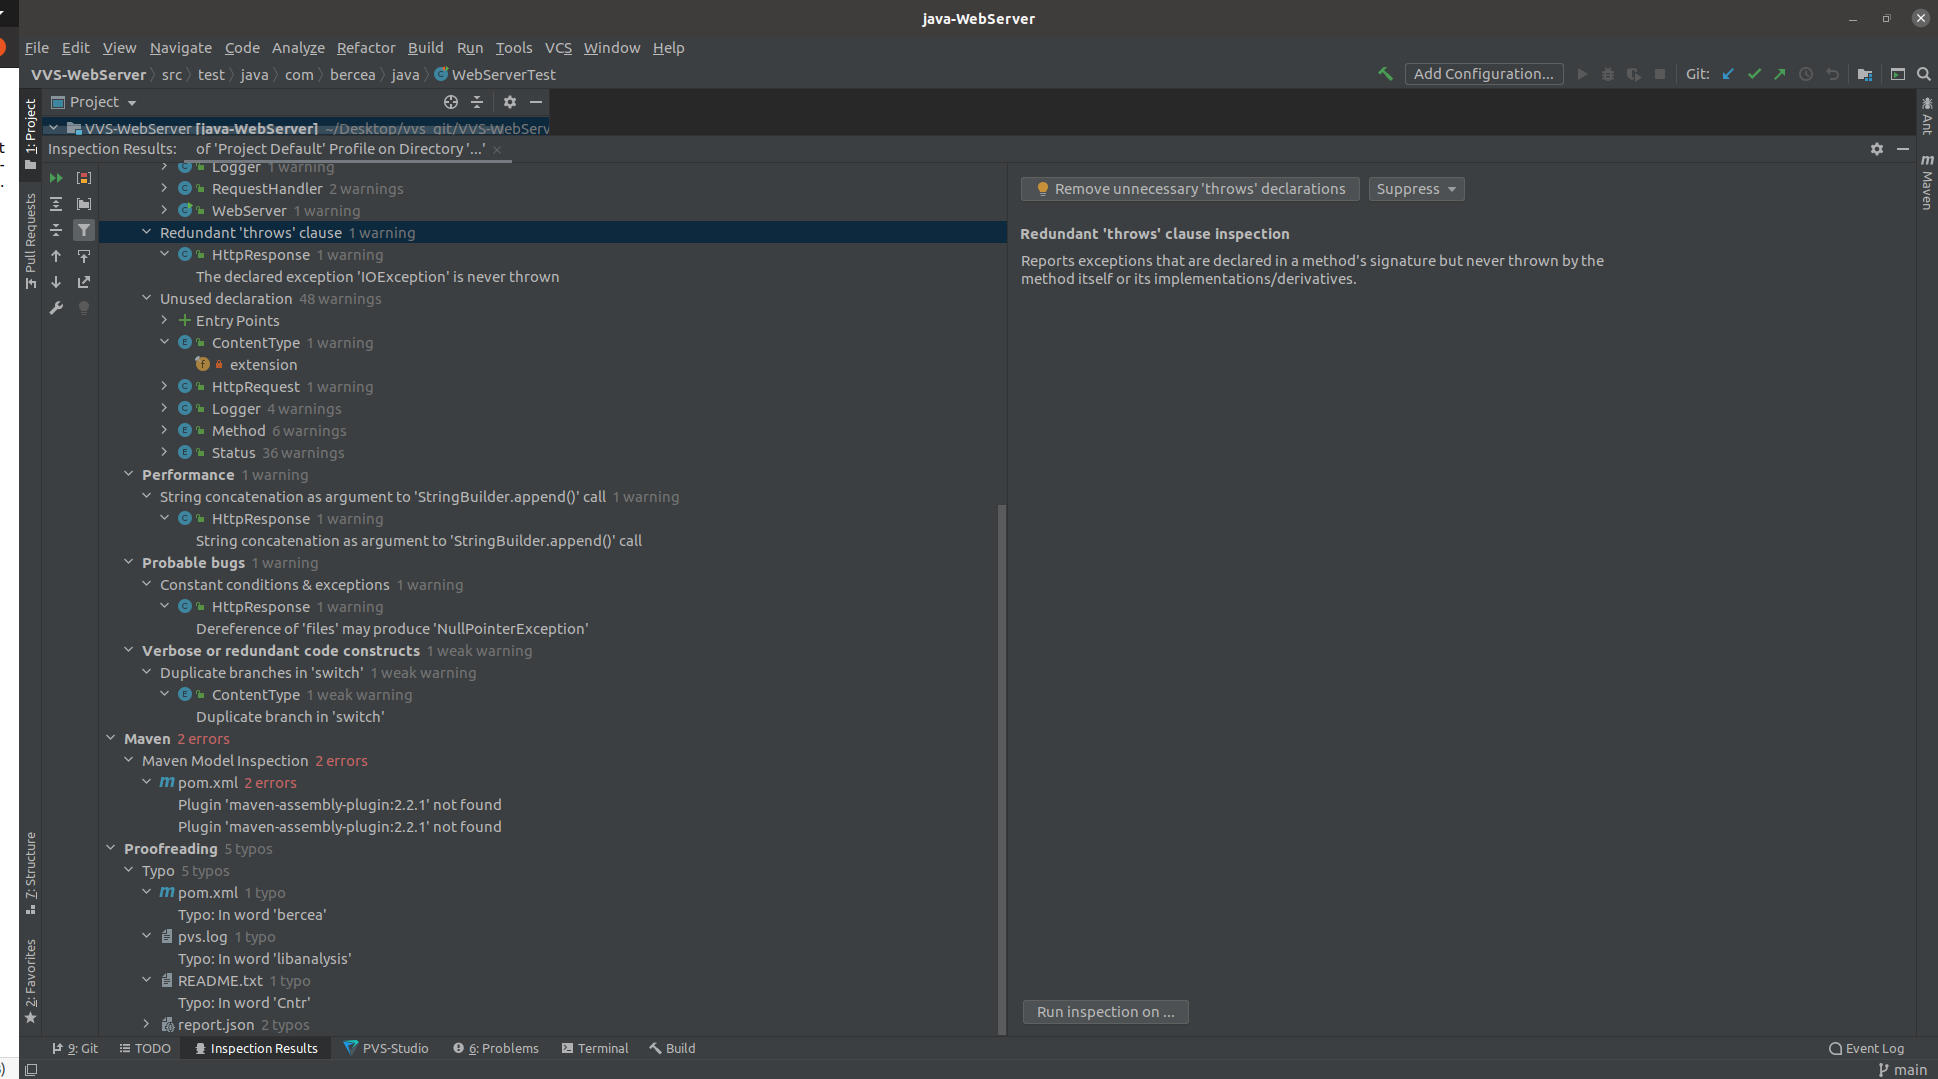 java-WebServer
File Edit View Navigate Code Analyze Refactor Build Run Tools VCS Window Help
VVS-WebServer src test java com bercea java WebServerTest
Add Configuration... Git:
Project
VVS-WebServer [java-WebServer] ~/Desktop/vvs_git/VVS-WebServ
Inspection Results: of 'Project Default' Profile on Directory '...'
Logger 1 warning
RequestHandler 2 warnings
WebServer 1 warning
Redundant 'throws' clause 1 warning
HttpResponse 1 warning
The declared exception 'IOException' is never thrown
Unused declaration 48 warnings
Entry Points
ContentType 1 warning
extension
HttpRequest 1 warning
Logger 4 warnings
Method 6 warnings
Status 36 warnings
Performance 1 warning
String concatenation as argument to 'StringBuilder.append()' call 1 warning
HttpResponse 1 warning
String concatenation as argument to 'StringBuilder.append()' call
Probable bugs 1 warning
Constant conditions & exceptions 1 warning
HttpResponse 1 warning
Dereference of 'files' may produce 'NullPointerException'
Verbose or redundant code constructs 1 weak warning
Duplicate branches in 'switch' 1 weak warning
ContentType 1 weak warning
Duplicate branch in 'switch'
Maven 2 errors
Maven Model Inspection 2 errors
pom.xml 2 errors
Plugin 'maven-assembly-plugin:2.2.1' not found
Plugin 'maven-assembly-plugin:2.2.1' not found
Proofreading 5 typos
Typo 5 typos
pom.xml 1 typo
Typo: In word 'bercea'
pvs.log 1 typo
Typo: In word 'libanalysis'
README.txt 1 typo
Typo: In word 'Cntr'
report.json 2 typos
Remove unnecessary 'throws' declarations Suppress
Redundant 'throws' clause inspection
Reports exceptions that are declared in a method's signature but never thrown by the
method itself or its implementations/derivatives.
Run inspection on ...
1: Project
Pull Requests
7: Structure
2: Favorites
Ant
Maven
9: Git TODO Inspection Results PVS-Studio 6: Problems Terminal Build Event Log
main